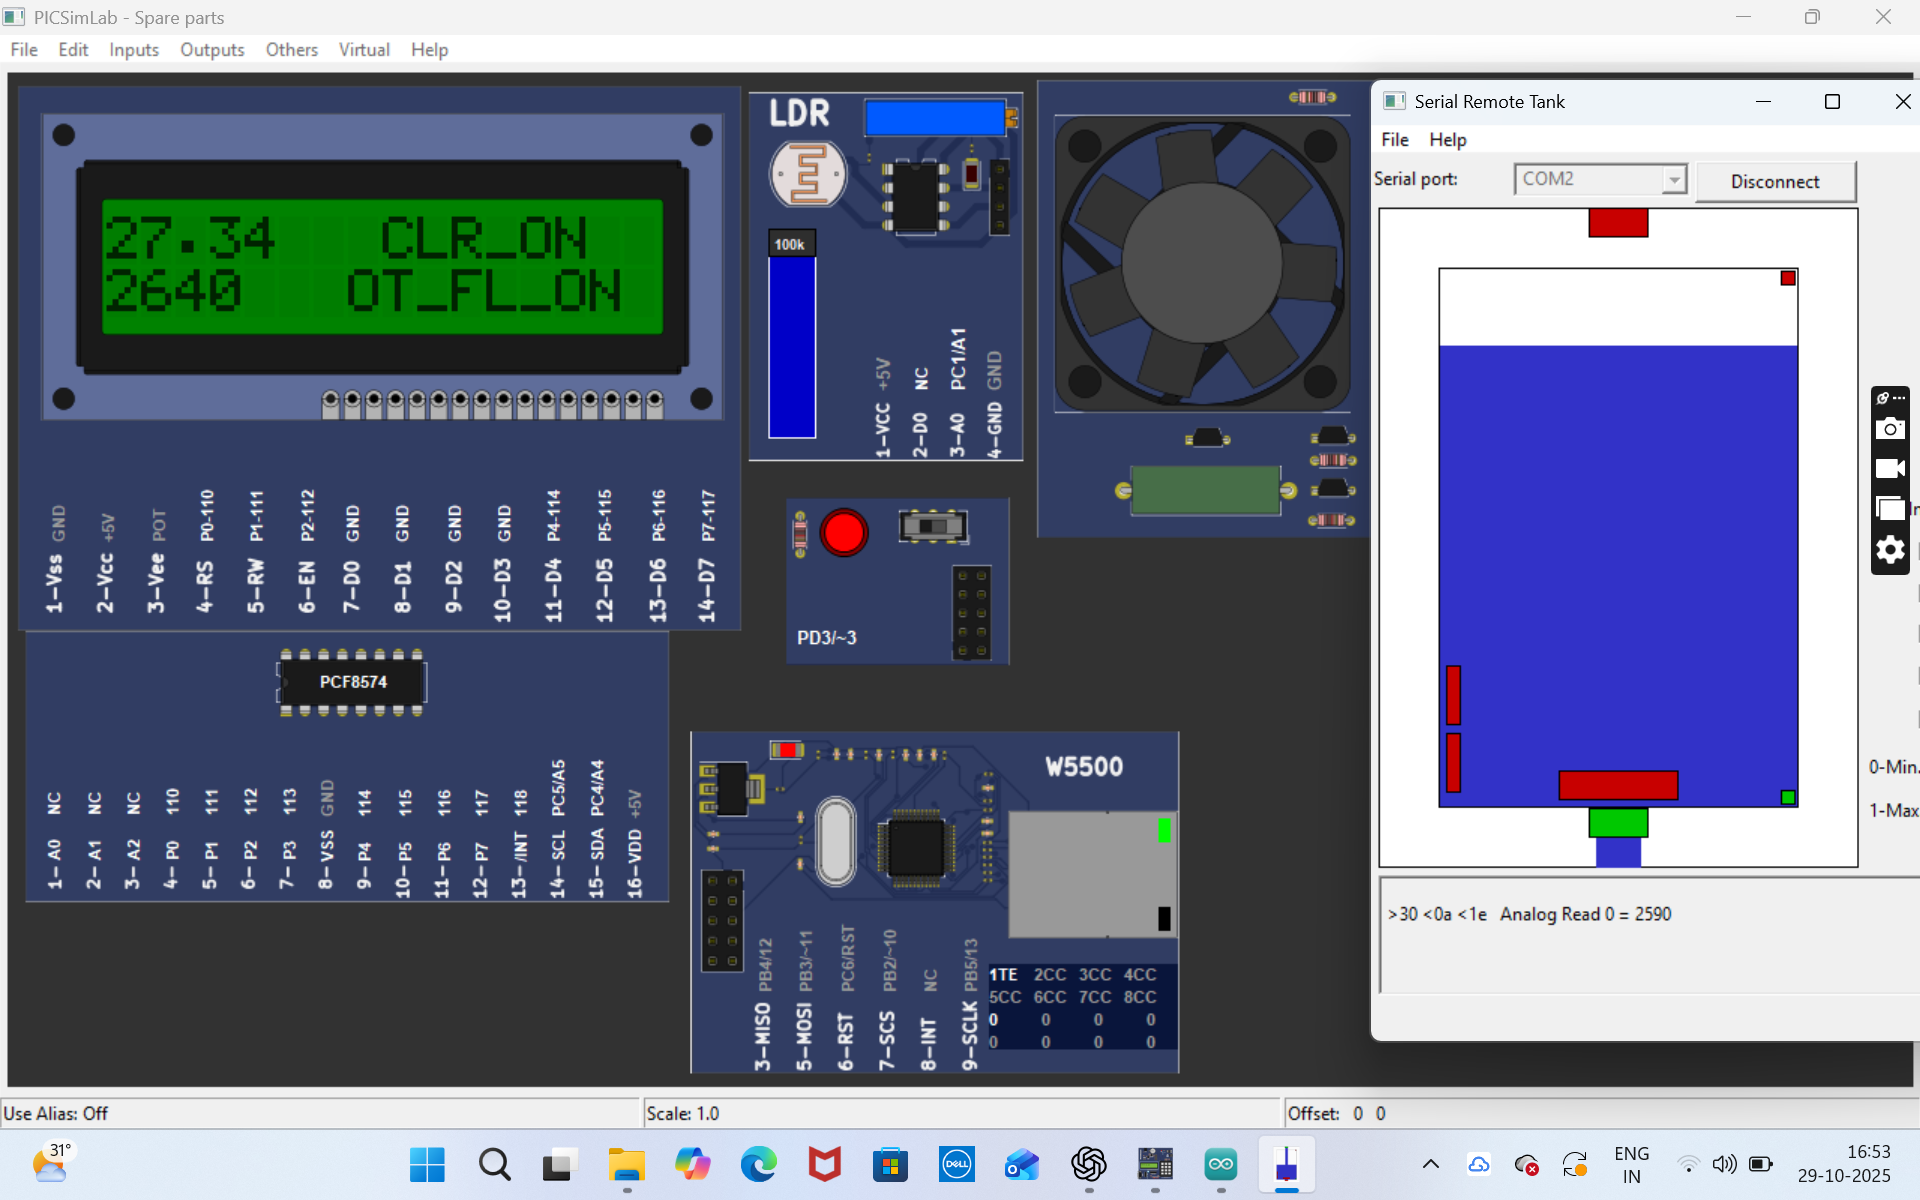 PICSimLab - Spare parts
File Edit Inputs Outputs Others Virtual Help
27.34 CLR_ON
2640 OT_FL_ON
1-Vss GND
2-Vcc +5V
3-Vee POT
4-RS P0-110
5-RW P1-111
6-EN P2-112
7-D0 GND
8-D1 GND
9-D2 GND
10-D3 GND
11-D4 P4-114
12-D5 P5-115
13-D6 P6-116
14-D7 P7-117
PCF8574
1- A0 NC
2- A1 NC
3- A2 NC
4- P0 110
5- P1 111
6- P2 112
7- P3 113
8- VSS GND
9- P4 114
10- P5 115
11- P6 116
12- P7 117
13- /INT 118
14- SCL PC5/A5
15- SDA PC4/A4
16-VDD +5V
LDR
100k
1-VCC +5V
2-D0 NC
3-A0 PC1/A1
4-GND GND
PD3/~3
W5500
3-MISO PB4/12
5-MOSI PB3/~11
6-RST PC6/RST
7-SCS PB2/~10
8-INT NC
9-SCLK PB5/13
1TE 2CC 3CC 4CC
5CC 6CC 7CC 8CC
0 0 0 0
0 0 0 0
Serial Remote Tank
File Help
Serial port: COM2 Disconnect
0-Min.
1-Max
>30 <0a <1e Analog Read 0 = 2590
Use Alias: Off
Scale: 1.0
Offset: 0 0
31°
DELL
ENG
IN
16:53
29-10-2025